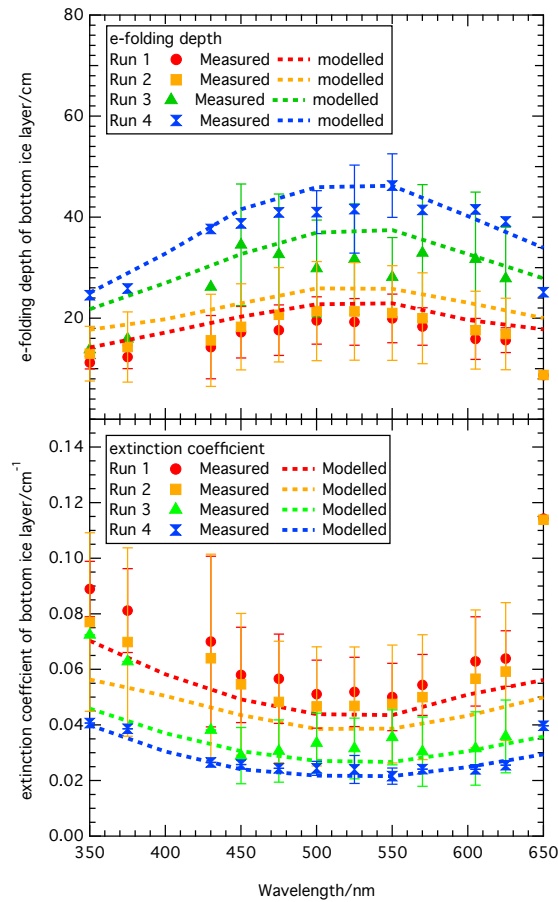 80
60
40
20
e-folding depth of bottom ice layer/cm
e-folding depth
Run 1 Measured modelled
Run 2 Measured modelled
Run 3 Measured modelled
Run 4 Measured modelled
0.14
0.12
0.10
0.08
0.06
0.04
0.02
0.00
extinction coeffcient of bottom ice layer/cm-1
extinction coefficient
Run 1 Measured Modelled
Run 2 Measured Modelled
Run 3 Measured Modelled
Run 4 Measured Modelled
350 400 450 500 550 600 650
Wavelength/nm